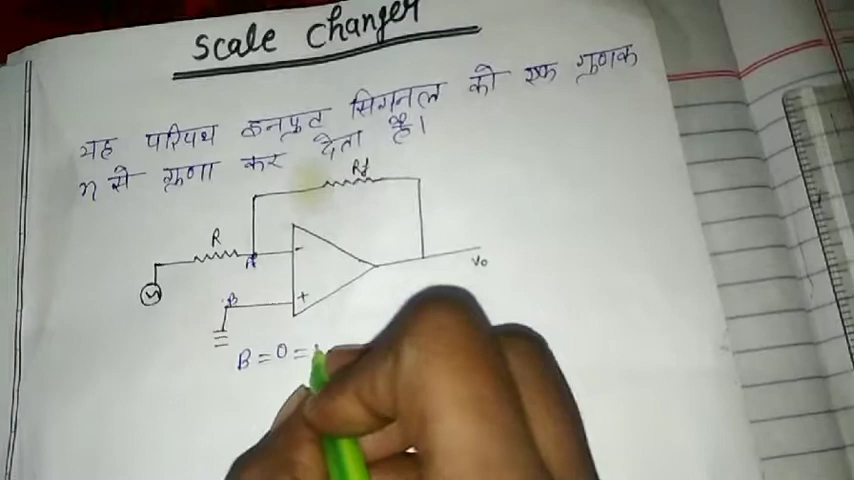 Scale Changer
यह परिपथ इनपुट सिगनल को एक गुणक
n से गुणा कर देता है।
Rf
R
A
-
V
B
+
Vo
B = 0 =